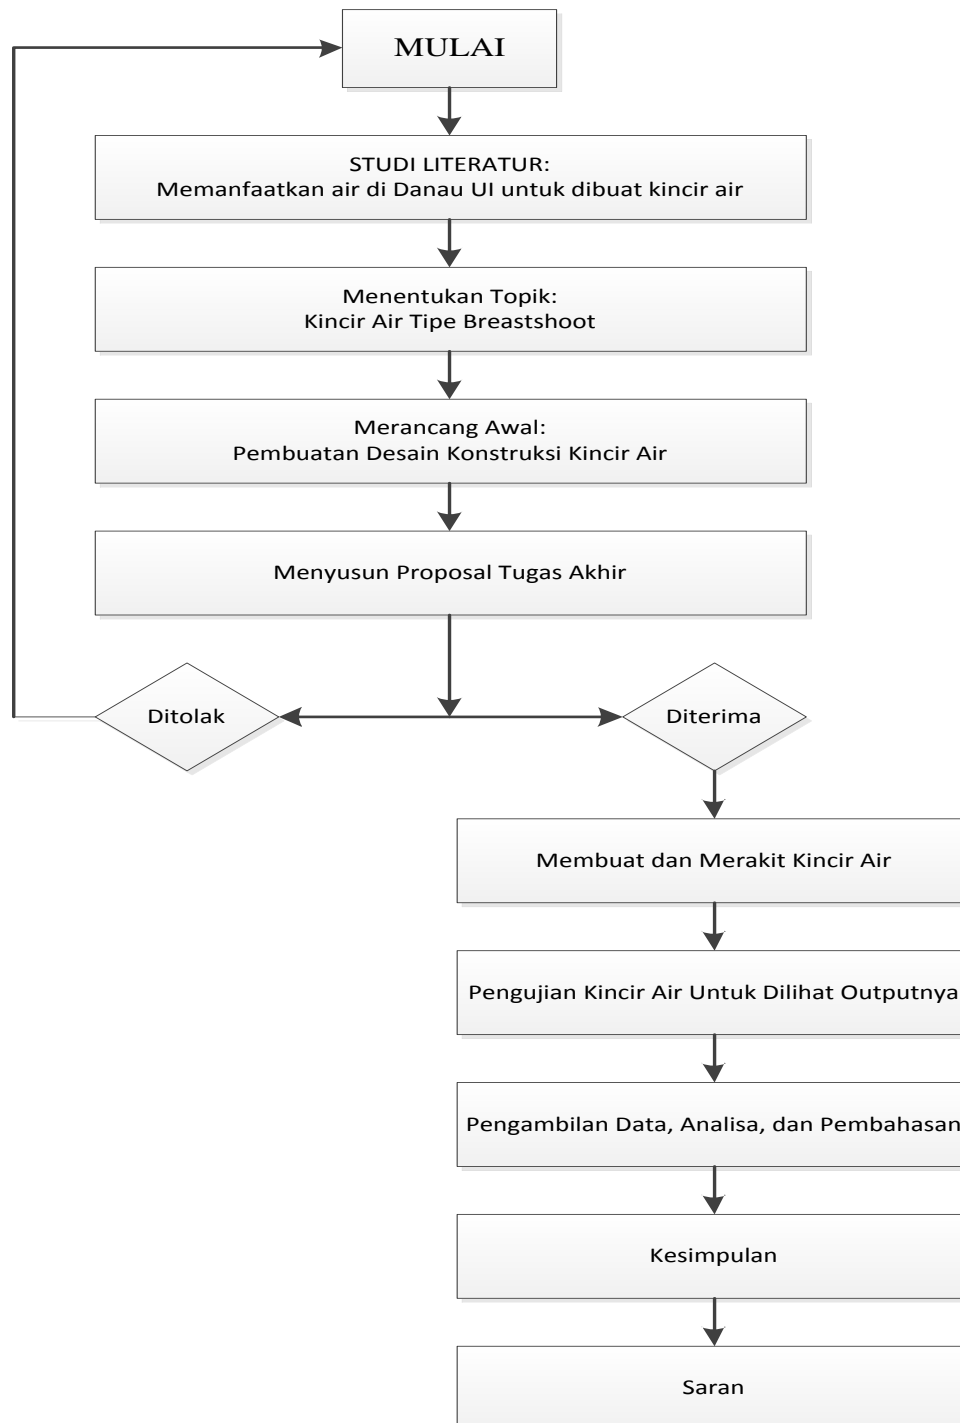 MULAI
STUDI LITERATUR:
Memanfaatkan air di Danau UI untuk dibuat kincir air
Menentukan Topik:
Kincir Air Tipe Breastshoot
Merancang Awal:
Pembuatan Desain Konstruksi Kincir Air
Menyusun Proposal Tugas Akhir
Ditolak
Diterima
Membuat dan Merakit Kincir Air
Pengujian Kincir Air Untuk Dilihat Outputnya
Pengambilan Data, Analisa, dan Pembahasan
Kesimpulan
Saran